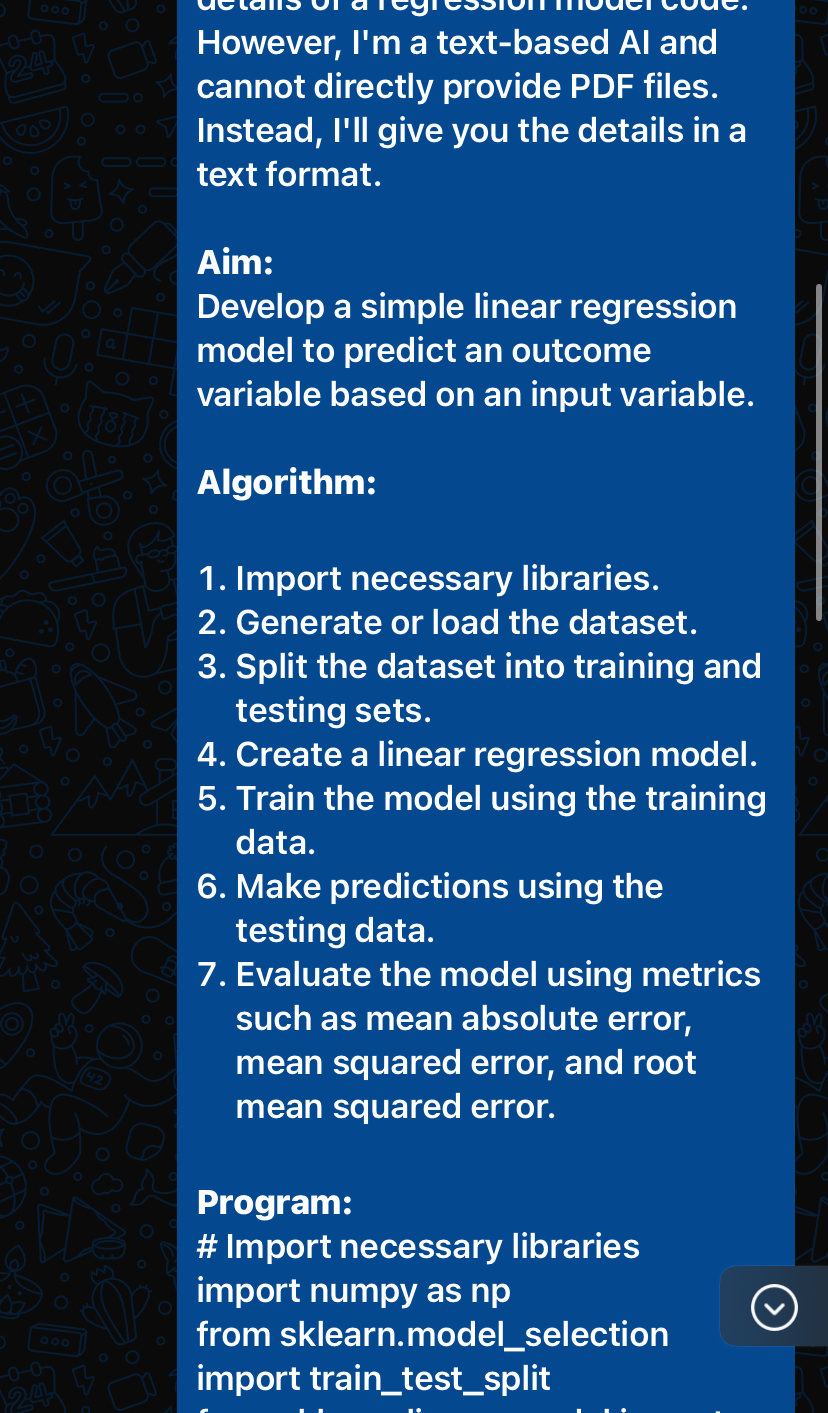 details of a regression model code.
However, I'm a text-based AI and
cannot directly provide PDF files.
Instead, I'll give you the details in a
text format.
Aim:
Develop a simple linear regression
model to predict an outcome
variable based on an input variable.
Algorithm:
1. Import necessary libraries.
2. Generate or load the dataset.
3. Split the dataset into training and
testing sets.
4. Create a linear regression model.
5. Train the model using the training
data.
6. Make predictions using the
testing data.
7. Evaluate the model using metrics
such as mean absolute error,
mean squared error, and root
mean squared error.
Program:
# Import necessary libraries
import numpy as np
from sklearn.model_selection
import train_test_split